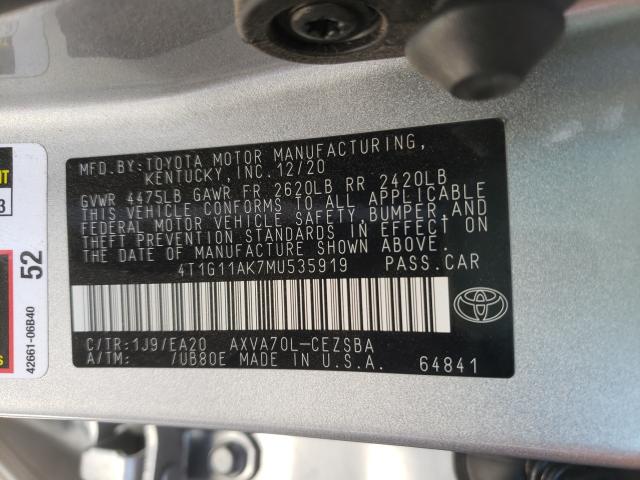 MFD.BY:TOYOTA MOTOR MANUFACTURING,
KENTUCKY, INC.12/20
GVWR 4475LB GAWR FR 2620LB RR 2420LB
THIS VEHICLE CONFORMS TO ALL APPLICABLE
FEDERAL MOTOR VEHICLE SAFETY,BUMPER,AND
THEFT PREVENTION STANDARDS IN EFFECT ON
THE DATE OF MANUFACTURE SHOWN ABOVE.
4T1G11AK7MU535919 PASS.CAR
C/TR:1J9/EA20 AXVA70L-CEZSBA
A/TM: /UB80E MADE IN U.S.A. 64841
52
42661-06B40
20